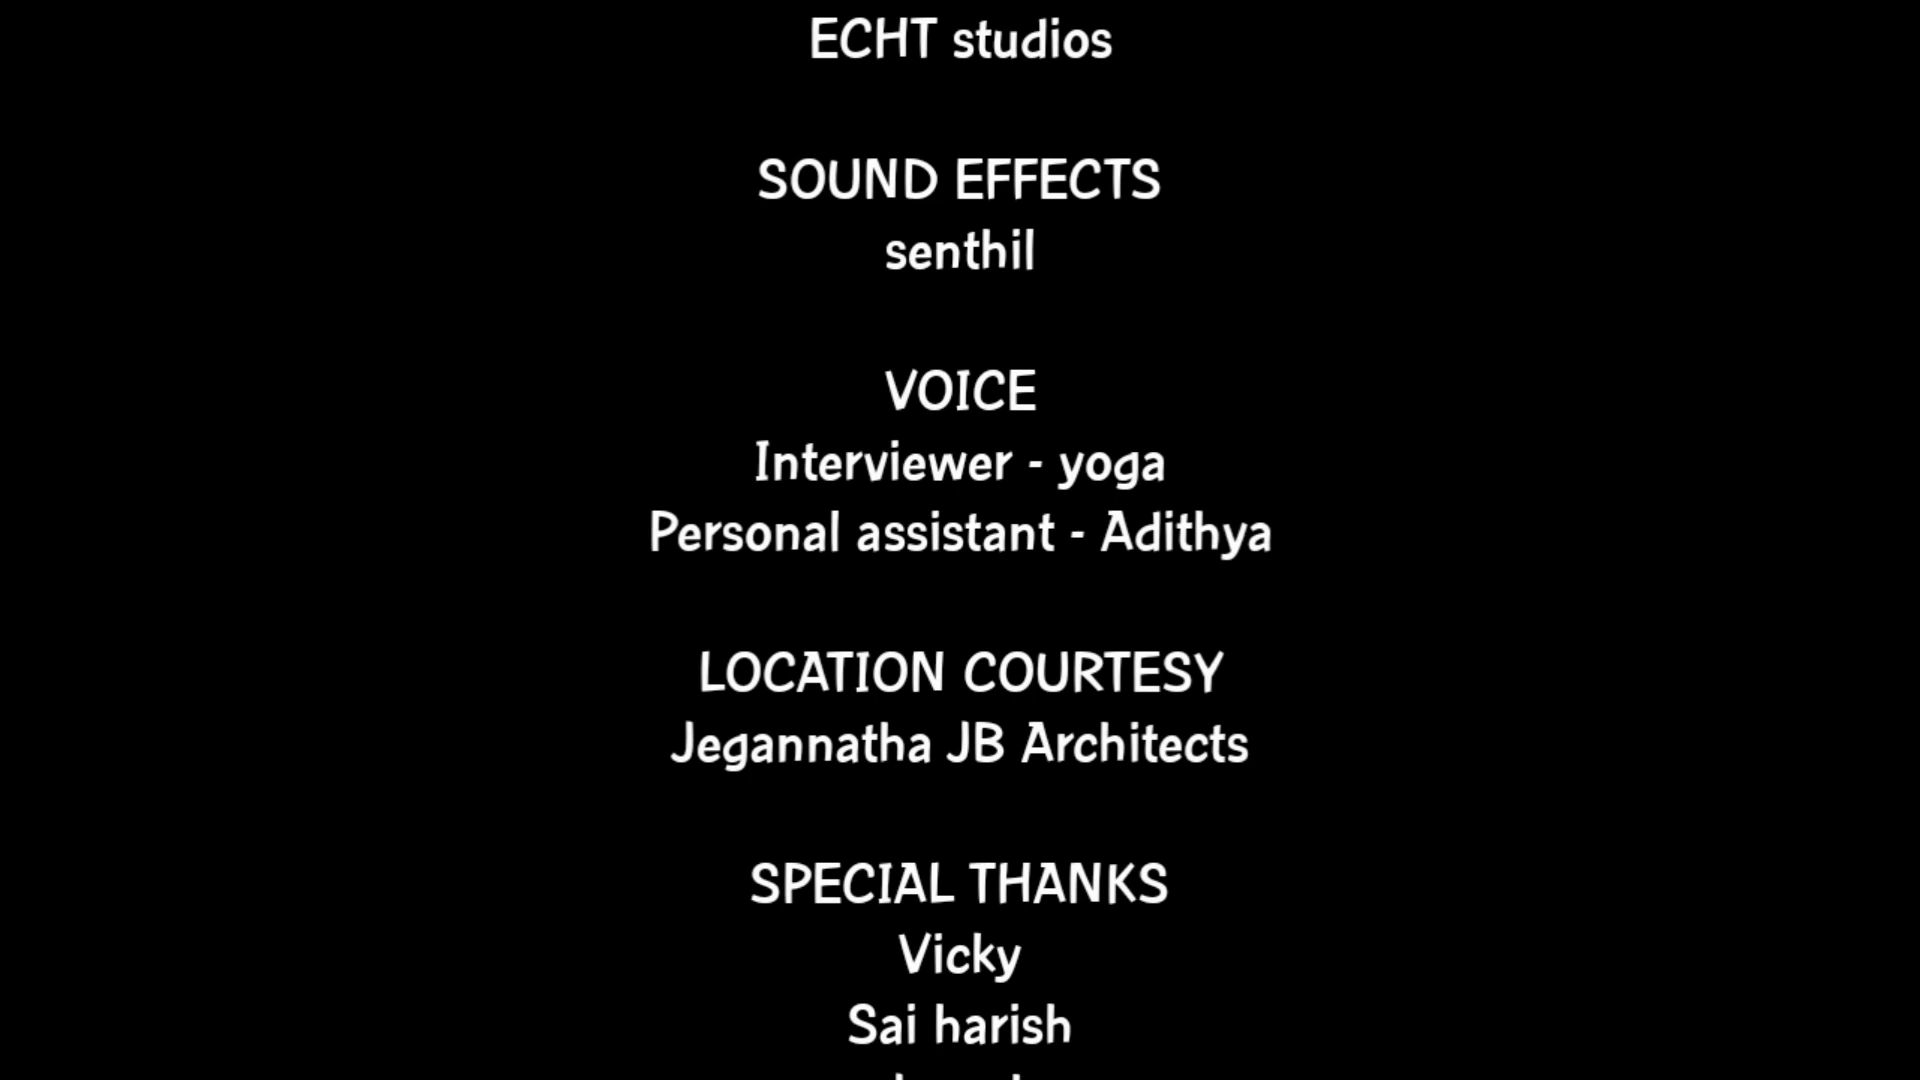 ECHT studios
SOUND EFFECTS
senthil
VOICE
Interviewer - yoga
Personal assistant - Adithya
LOCATION COURTESY
Jegannatha JB Architects
SPECIAL THANKS
Vicky
Sai harish